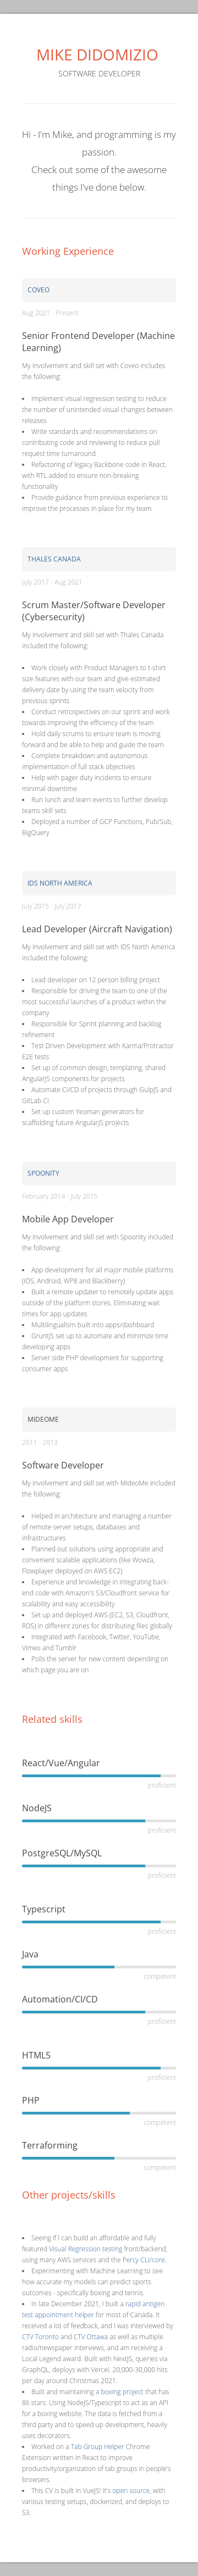 MIKE DIDOMIZIO
SOFTWARE DEVELOPER
Hi - I'm Mike, and programming is my
passion.
Check out some of the awesome
things I've done below.
Working Experience
COVEO
Aug 2021 - Present
Senior Frontend Developer (Machine
Learning)
My involvement and skill set with Coveo includes
the following:
• Implement visual regression testing to reduce
the number of unintended visual changes between
releases
• Write standards and recommendations on
contributing code and reviewing to reduce pull
request time turnaround
• Refactoring of legacy Backbone code in React,
with RTL added to ensure non-breaking
functionality
• Provide guidance from previous experience to
improve the processes in place for my team
THALES CANADA
July 2017 - Aug 2021
Scrum Master/Software Developer
(Cybersecurity)
My involvement and skill set with Thales Canada
included the following:
• Work closely with Product Managers to t-shirt
size features with our team and give estimated
delivery date by using the team velocity from
previous sprints
• Conduct retrospectives on our sprint and work
towards improving the efficiency of the team
• Hold daily scrums to ensure team is moving
forward and be able to help and guide the team
• Complete breakdown and autonomous
implementation of full stack objectives
• Help with pager duty incidents to ensure
minimal downtime
• Run lunch and learn events to further develop
teams skill sets
• Deployed a number of GCP Functions, Pub/Sub,
BigQuery
IDS NORTH AMERICA
July 2015 - July 2017
Lead Developer (Aircraft Navigation)
My involvement and skill set with IDS North America
included the following:
• Lead developer on 12 person billing project
• Responsible for driving the team to one of the
most successful launches of a product within the
company
• Responsible for Sprint planning and backlog
refinement
• Test Driven Development with Karma/Protractor
E2E tests
• Set up of common design, templating, shared
AngularJS components for projects
• Automate CI/CD of projects through GulpJS and
GitLab CI
• Set up custom Yeoman generators for
scaffolding future AngularJS projects
SPOONITY
February 2014 - July 2015
Mobile App Developer
My involvement and skill set with Spoonity included
the following:
• App development for all major mobile platforms
(iOS, Android, WP8 and Blackberry)
• Built a remote updater to remotely update apps
outside of the platform stores. Eliminating wait
times for app updates
• Multilingualism built into apps/dashboard
• GruntJS set up to automate and minimize time
developing apps
• Server side PHP development for supporting
consumer apps
MIDEOME
2011 - 2013
Software Developer
My involvement and skill set with MideoMe included
the following:
• Helped in architecture and managing a number
of remote server setups, databases and
infrastructures
• Planned out solutions using appropriate and
convenient scalable applications (like Wowza,
Flowplayer deployed on AWS EC2)
• Experience and knowledge in integrating back-
end code with Amazon's S3/Cloudfront service for
scalability and easy accessibility
• Set up and deployed AWS (EC2, S3, Cloudfront,
RDS) in different zones for distributing files globally
• Integrated with Facebook, Twitter, YouTube,
Vimeo and Tumblr
• Polls the server for new content depending on
which page you are on
Related skills
React/Vue/Angular
proficient
NodeJS
proficient
PostgreSQL/MySQL
proficient
Typescript
proficient
Java
competent
Automation/CI/CD
proficient
HTML5
proficient
PHP
competent
Terraforming
competent
Other projects/skills
• Seeing if I can build an affordable and fully
featured Visual Regression testing front/backend,
using many AWS services and the Percy CLI/core.
• Experimenting with Machine Learning to see
how accurate my models can predict sports
outcomes - specifically boxing and tennis.
• In late December 2021, I built a rapid antigen
test appointment helper for most of Canada. It
received a lot of feedback, and I was interviewed by
CTV Toronto and CTV Ottawa as well as multiple
radio/newspaper interviews, and am receiving a
Local Legend award. Built with NextJS, queries via
GraphQL, deploys with Vercel. 20,000-30,000 hits
per day around Christmas 2021.
• Built and maintaining a boxing project that has
86 stars. Using NodeJS/Typescript to act as an API
for a boxing website. The data is fetched from a
third party and to speed up development, heavily
uses decorators.
• Worked on a Tab Group Helper Chrome
Extension written in React to improve
productivity/organization of tab groups in people's
browsers.
• This CV is built in VueJS! It's open source, with
various testing setups, dockerized, and deploys to
S3.